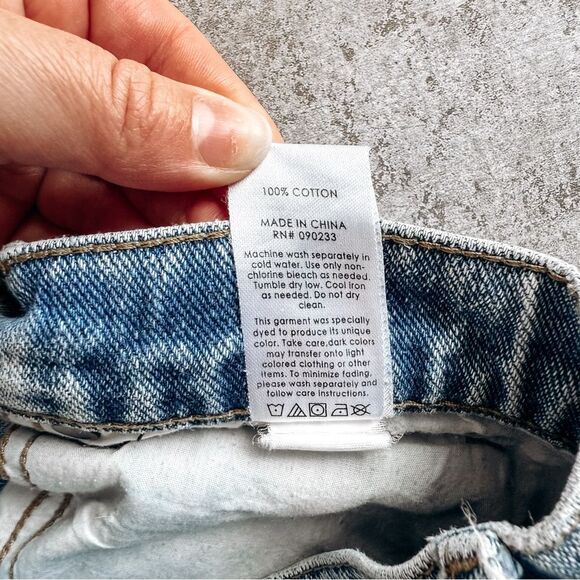 100% COTTON
MADE IN CHINA
RN# 090233
Machine wash separately in
cold water. Use only non-
chlorine bleach as needed.
Tumble dry low. Cool iron
as needed. Do not dry
clean.
This garment was specially
dyed to produce its unique
color. Take care,dark colors
may transfer onto light
colored clothing or other
items. To minimize fading,
please wash separately and
follow care instructions.